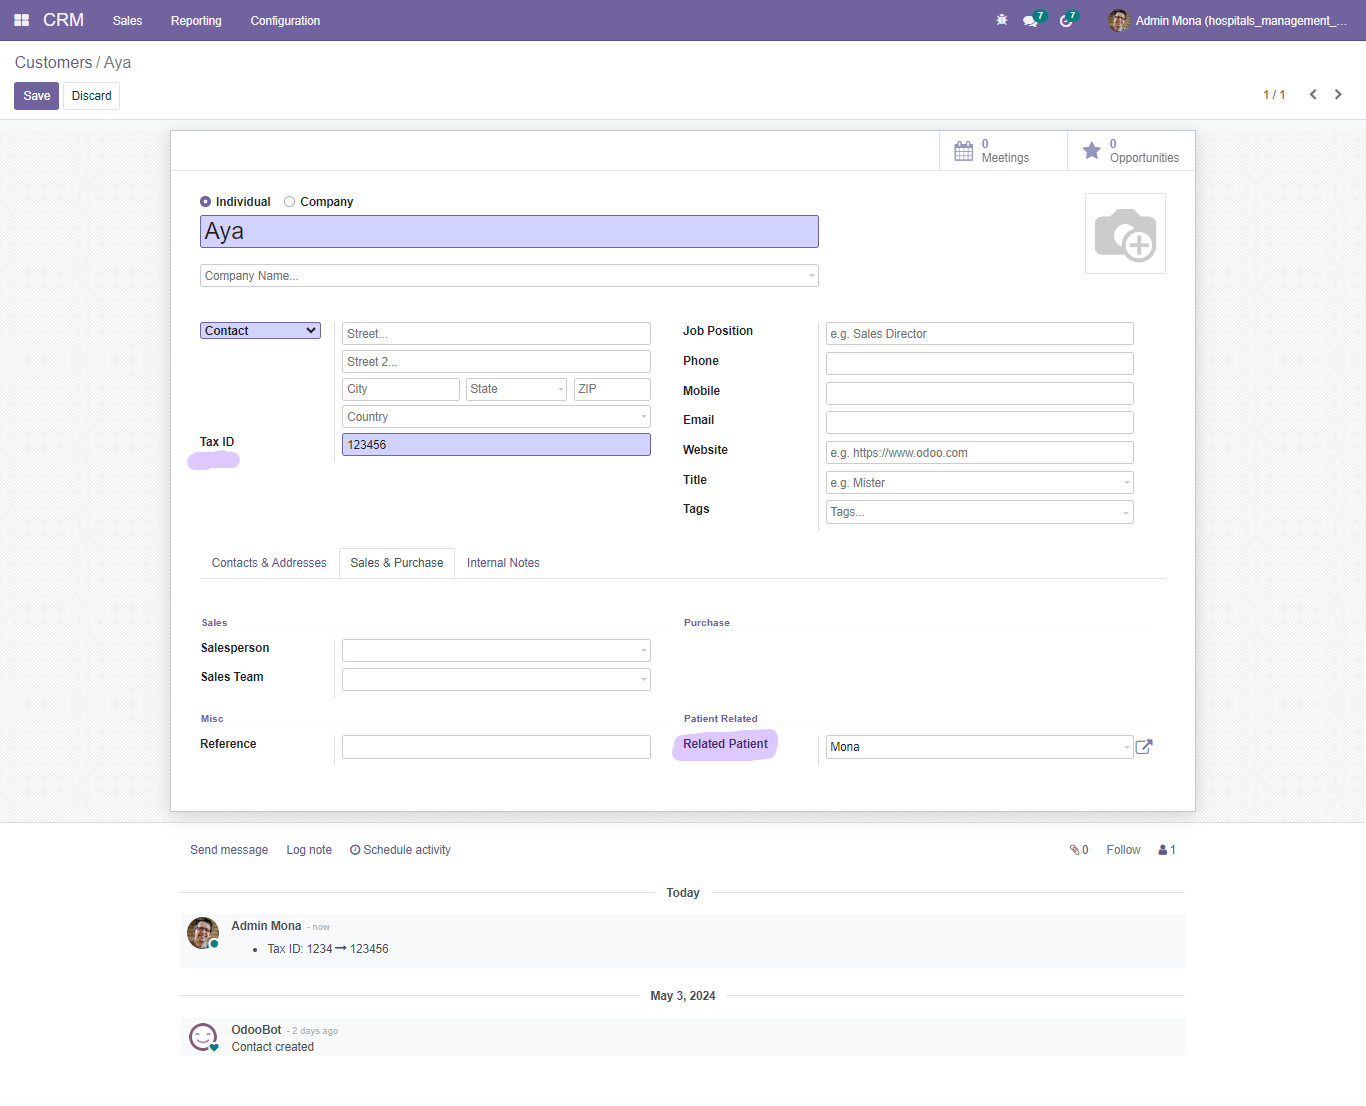 CRM Sales Reporting Configuration 7 7 Admin Mona (hospitals_management_...
Customers / Aya
Save Discard 1 / 1
0 Meetings
0 Opportunities
Individual Company
Aya
Company Name...
Contact
Street...
Street 2...
City State ZIP
Country
Tax ID 123456
Job Position e.g. Sales Director
Phone
Mobile
Email
Website e.g. https://www.odoo.com
Title e.g. Mister
Tags Tags...
Contacts & Addresses Sales & Purchase Internal Notes
Sales
Salesperson
Sales Team
Purchase
Misc
Reference
Patient Related
Related Patient Mona
Send message Log note Schedule activity 0 Follow 1
Today
Admin Mona - now
• Tax ID: 1234 → 123456
May 3, 2024
OdooBot - 2 days ago
Contact created